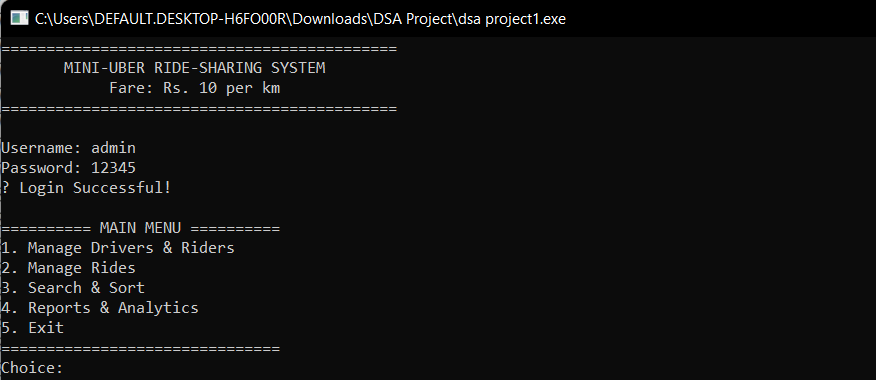 C:\Users\DEFAULT.DESKTOP-H6FO00R\Downloads\DSA Project\dsa project1.exe
============================================
MINI-UBER RIDE-SHARING SYSTEM
Fare: Rs. 10 per km
============================================
Username: admin
Password: 12345
? Login Successful!
========== MAIN MENU ==========
1. Manage Drivers & Riders
2. Manage Rides
3. Search & Sort
4. Reports & Analytics
5. Exit
===============================
Choice: